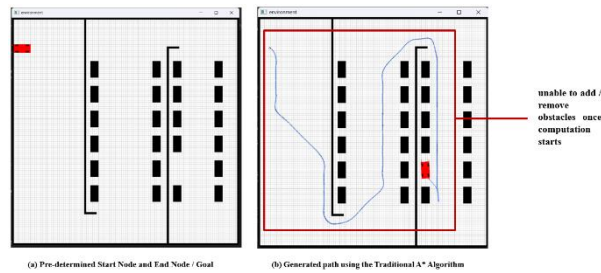 environment
environment
unable to add /
remove
obstacles once
computation
starts
(a) Pre-determined Start Node and End Node / Goal
(b) Generated path using the Traditional A* Algorithm